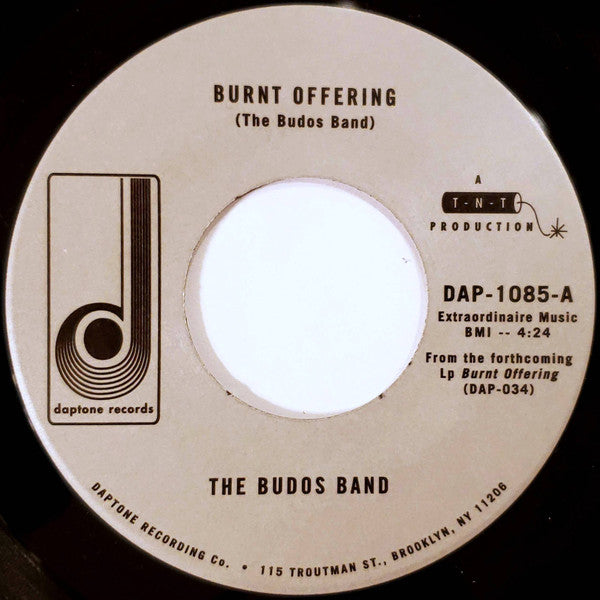 BURNT OFFERING
(The Budos Band)
daptone records
A
T-N-T
PRODUCTION
DAP-1085-A
Extraordinaire Music
BMI -- 4:24
From the forthcoming
Lp Burnt Offering
(DAP-034)
THE BUDOS BAND
DAPTONE RECORDING Co. • 115 TROUTMAN ST., BROOKLYN, NY 11206